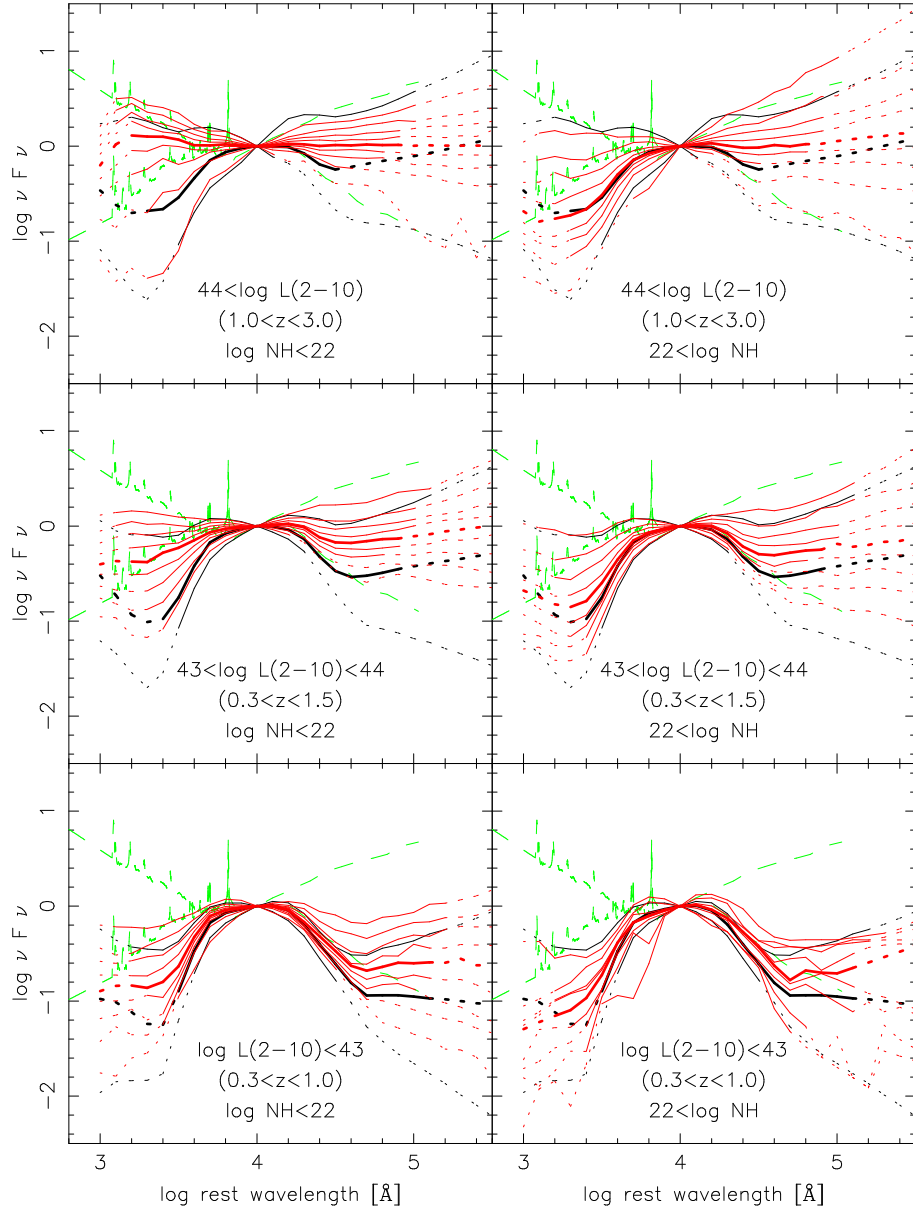 1
0
−1
−2
log ν F ν
44<log L(2−10)
(1.0<z<3.0)
log NH<22
44<log L(2−10)
(1.0<z<3.0)
22<log NH
1
0
−1
−2
log ν F ν
43<log L(2−10)<44
(0.3<z<1.5)
log NH<22
43<log L(2−10)<44
(0.3<z<1.5)
22<log NH
1
0
−1
−2
log ν F ν
log L(2−10)<43
(0.3<z<1.0)
log NH<22
log L(2−10)<43
(0.3<z<1.0)
22<log NH
3 4 5
3 4 5
log rest wavelength [Å]
log rest wavelength [Å]